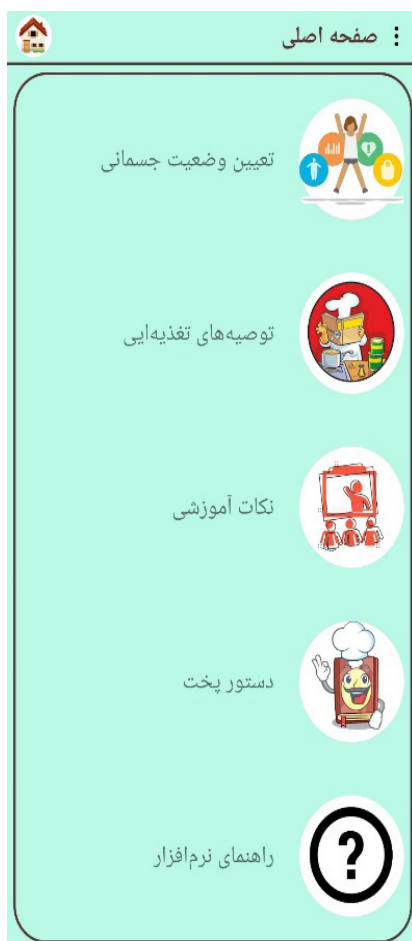 صفحه اصلی
تعیین وضعیت جسمانی
توصیه‌های تغذیه‌ایی
نکات آموزشی
دستور پخت
راهنمای نرم‌افزار
?